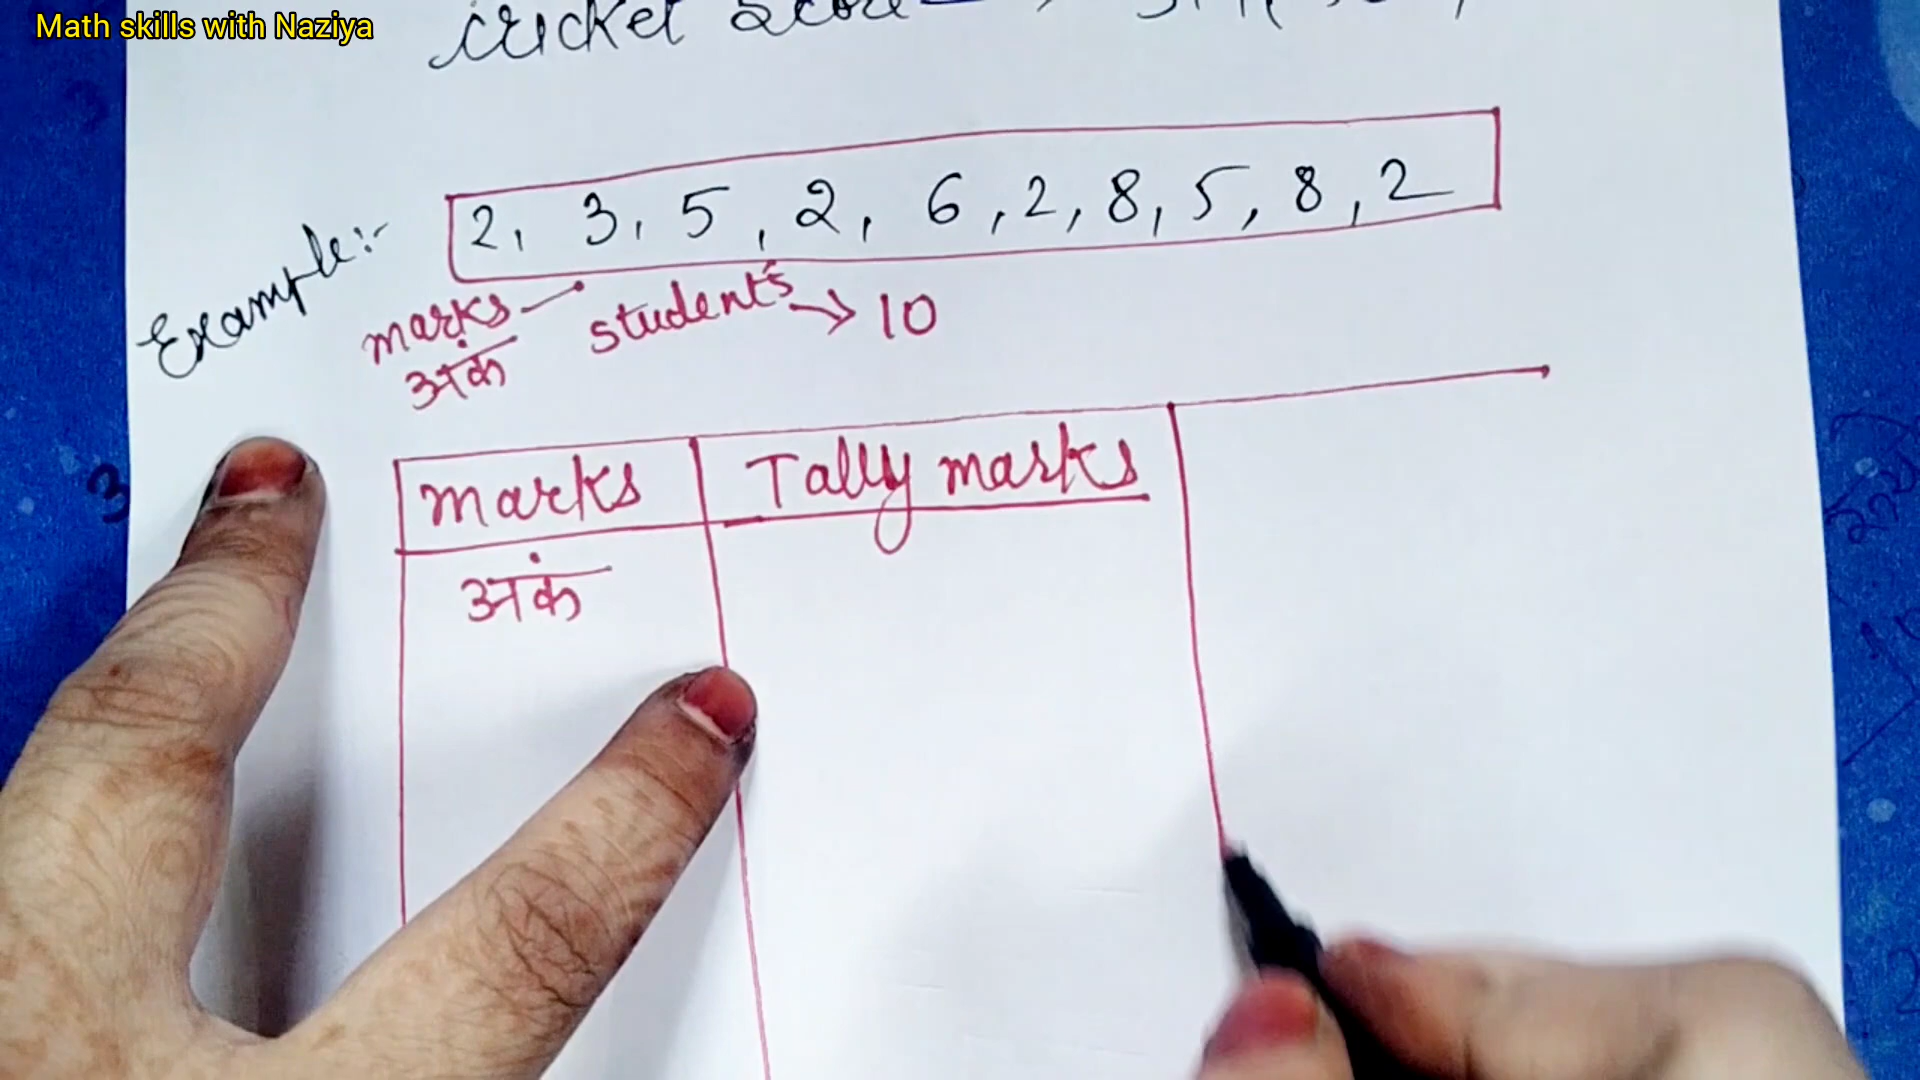 Math skills with Naziya
cricket score
Example:-
2, 3, 5, 2, 6, 2, 8, 5, 8, 2
marks students → 10
अंक
marks Tally marks
अंक